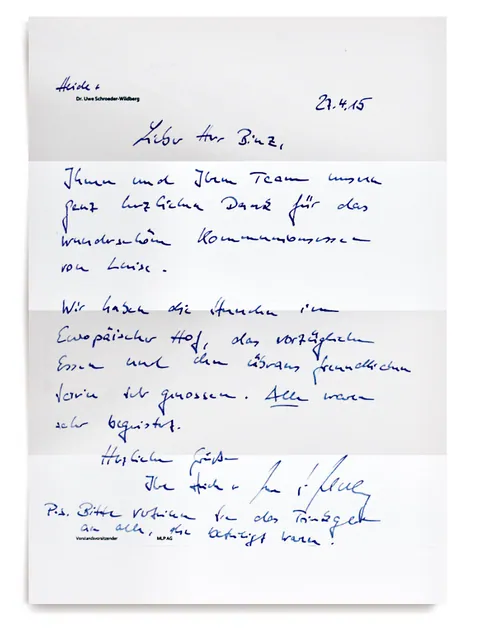 Heide +
Dr. Uwe Schroeder-Wildberg
27.4.15
Lieber Herr Binz,
Ihnen und Ihrem Team unseren
ganz herzlichen Dank für das
wunderschöne Kommunionsessen
von Luise.
Wir haben die Stunden im
Europäischer Hof, das vorzügliche
Essen und den überaus freundlichen
Service sehr genossen. Alle waren
sehr begeistert.
Herzliche Grüße
Ihre Heide +
P.S. Bitte verteilen Sie das Trinkgeld
an alle, die beteiligt waren!
Vorstandsvorsitzender MLP AG